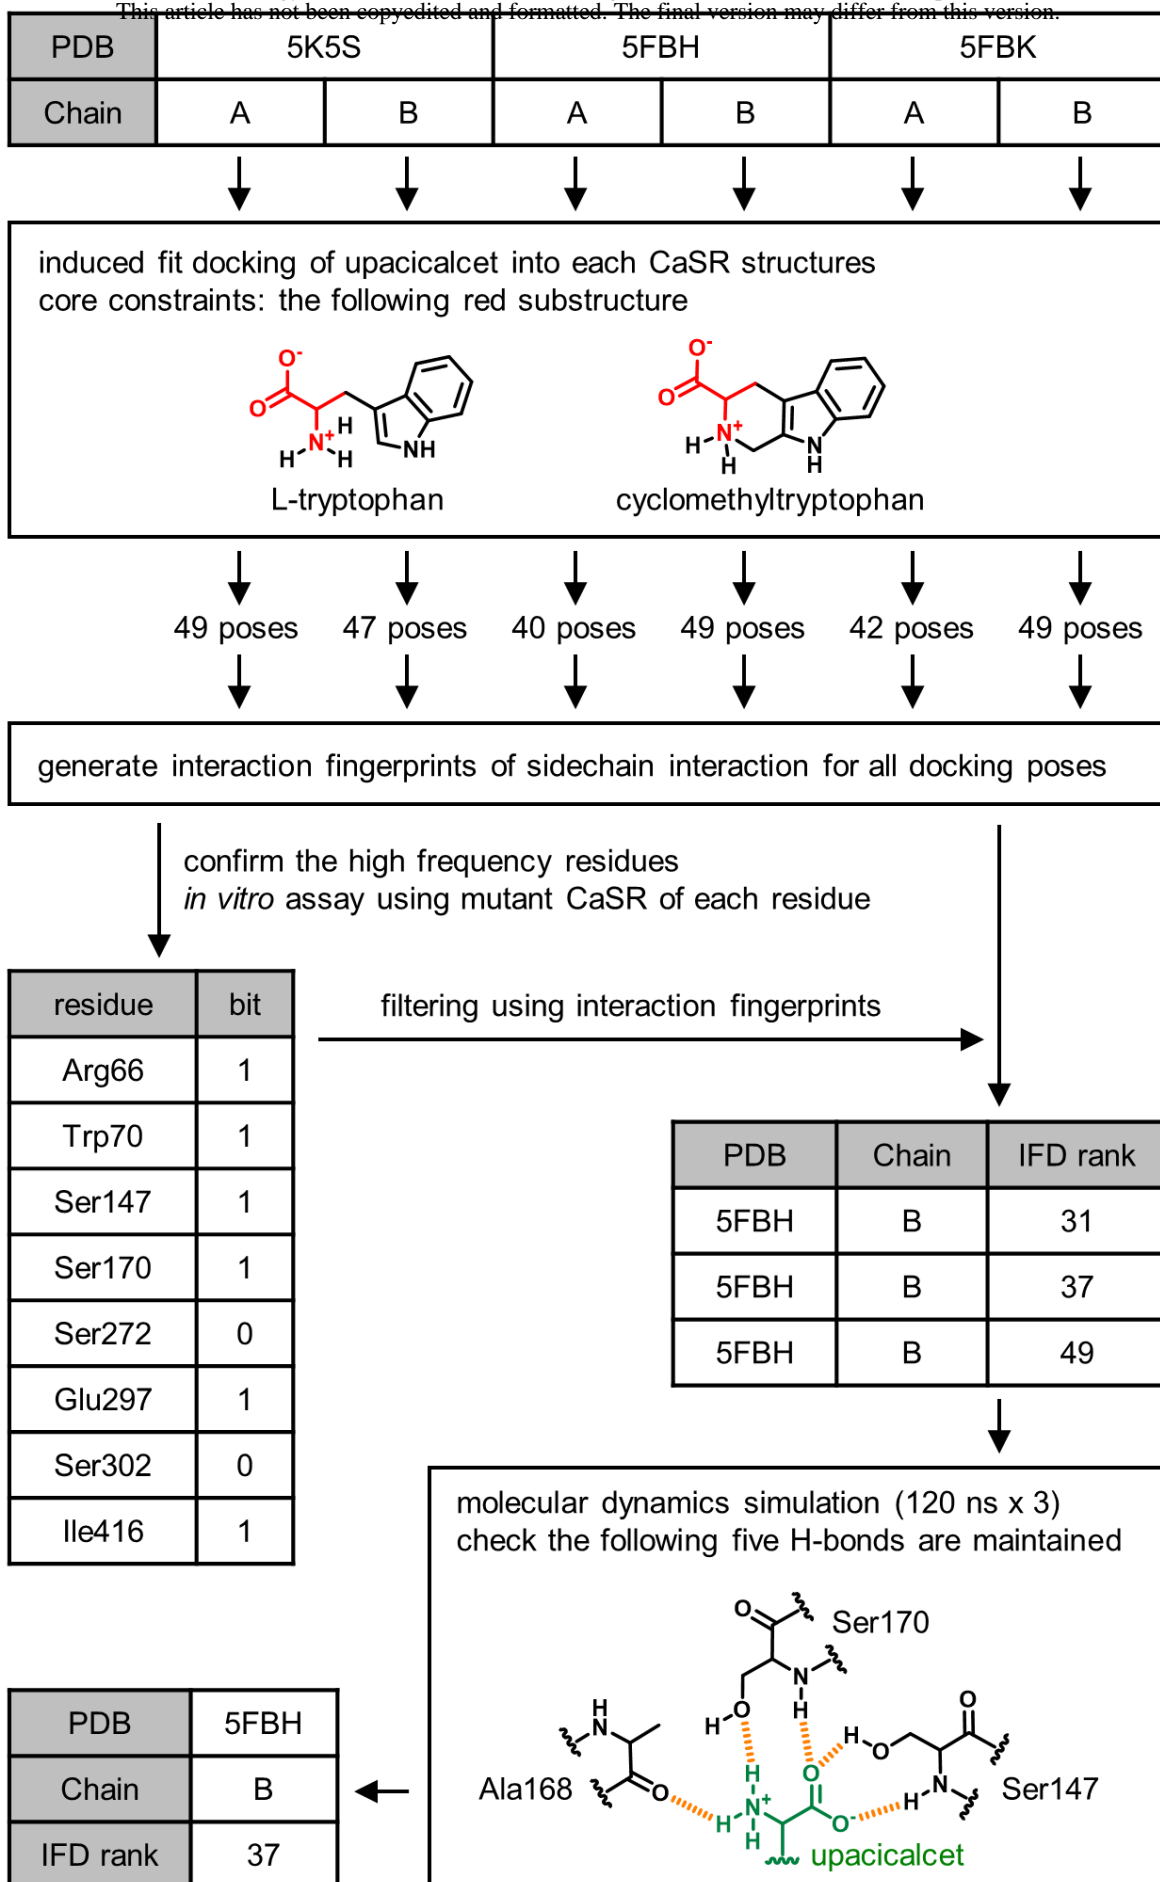 This article has not been copyedited and formatted. The final version may differ from this version.
PDB 5K5S 5FBH 5FBK
Chain A B A B A B
induced fit docking of upacicalcet into each CaSR structures
core constraints: the following red substructure
O- O N+ H H H NH
O- O N+ H H N H
L-tryptophan cyclomethyltryptophan
49 poses 47 poses 40 poses 49 poses 42 poses 49 poses
generate interaction fingerprints of sidechain interaction for all docking poses
confirm the high frequency residues
in vitro assay using mutant CaSR of each residue
residue bit
Arg66 1
Trp70 1
Ser147 1
Ser170 1
Ser272 0
Glu297 1
Ser302 0
Ile416 1
filtering using interaction fingerprints
PDB Chain IFD rank
5FBH B 31
5FBH B 37
5FBH B 49
molecular dynamics simulation (120 ns x 3)
check the following five H-bonds are maintained
O Ser170
N H
H O
H N O
H O
Ala168 O
H N Ser147
H H N+ H O O-
upacicalcet
PDB 5FBH
Chain B
IFD rank 37